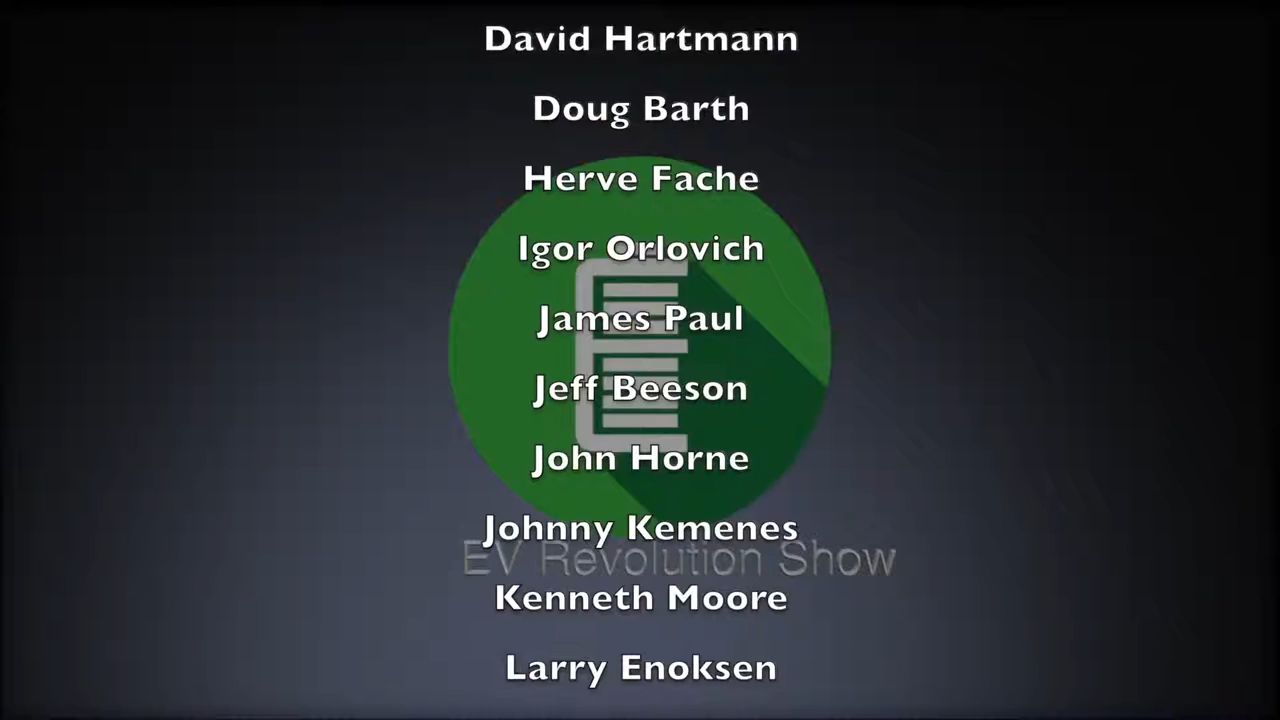 David Hartmann
Doug Barth
Herve Fache
Igor Orlovich
James Paul
Jeff Beeson
John Horne
Johnny Kemenes
EV Revolution Show
Kenneth Moore
Larry Enoksen